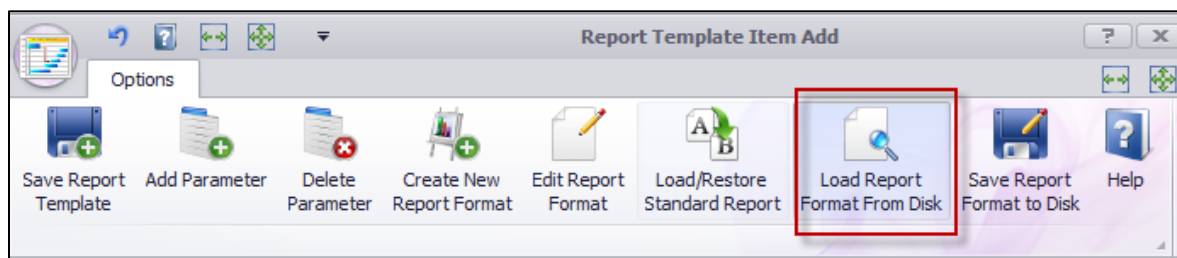 Report Template Item Add
Options
Save Report
Template
Add Parameter
Delete
Parameter
Create New
Report Format
Edit Report
Format
A
B
Load/Restore
Standard Report
Load Report
Format From Disk
Save Report
Format to Disk
?
Help